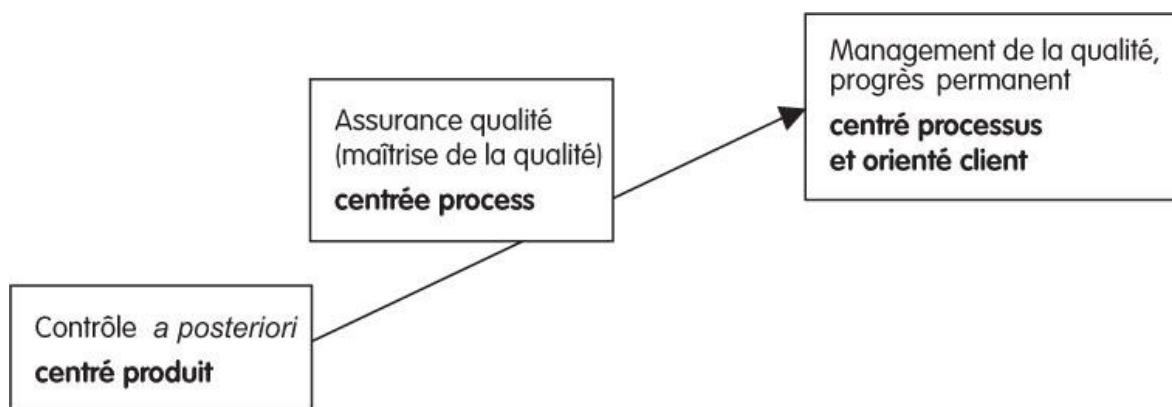 Management de la qualité,
progrès permanent
centré processus
et orienté client
Assurance qualité
(maîtrise de la qualité)
centrée process
Contrôle a posteriori
centré produit